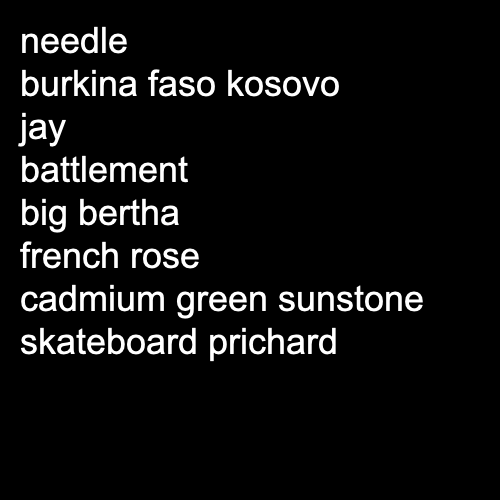 needle
burkina faso kosovo
jay
battlement
big bertha
french rose
cadmium green sunstone
skateboard prichard